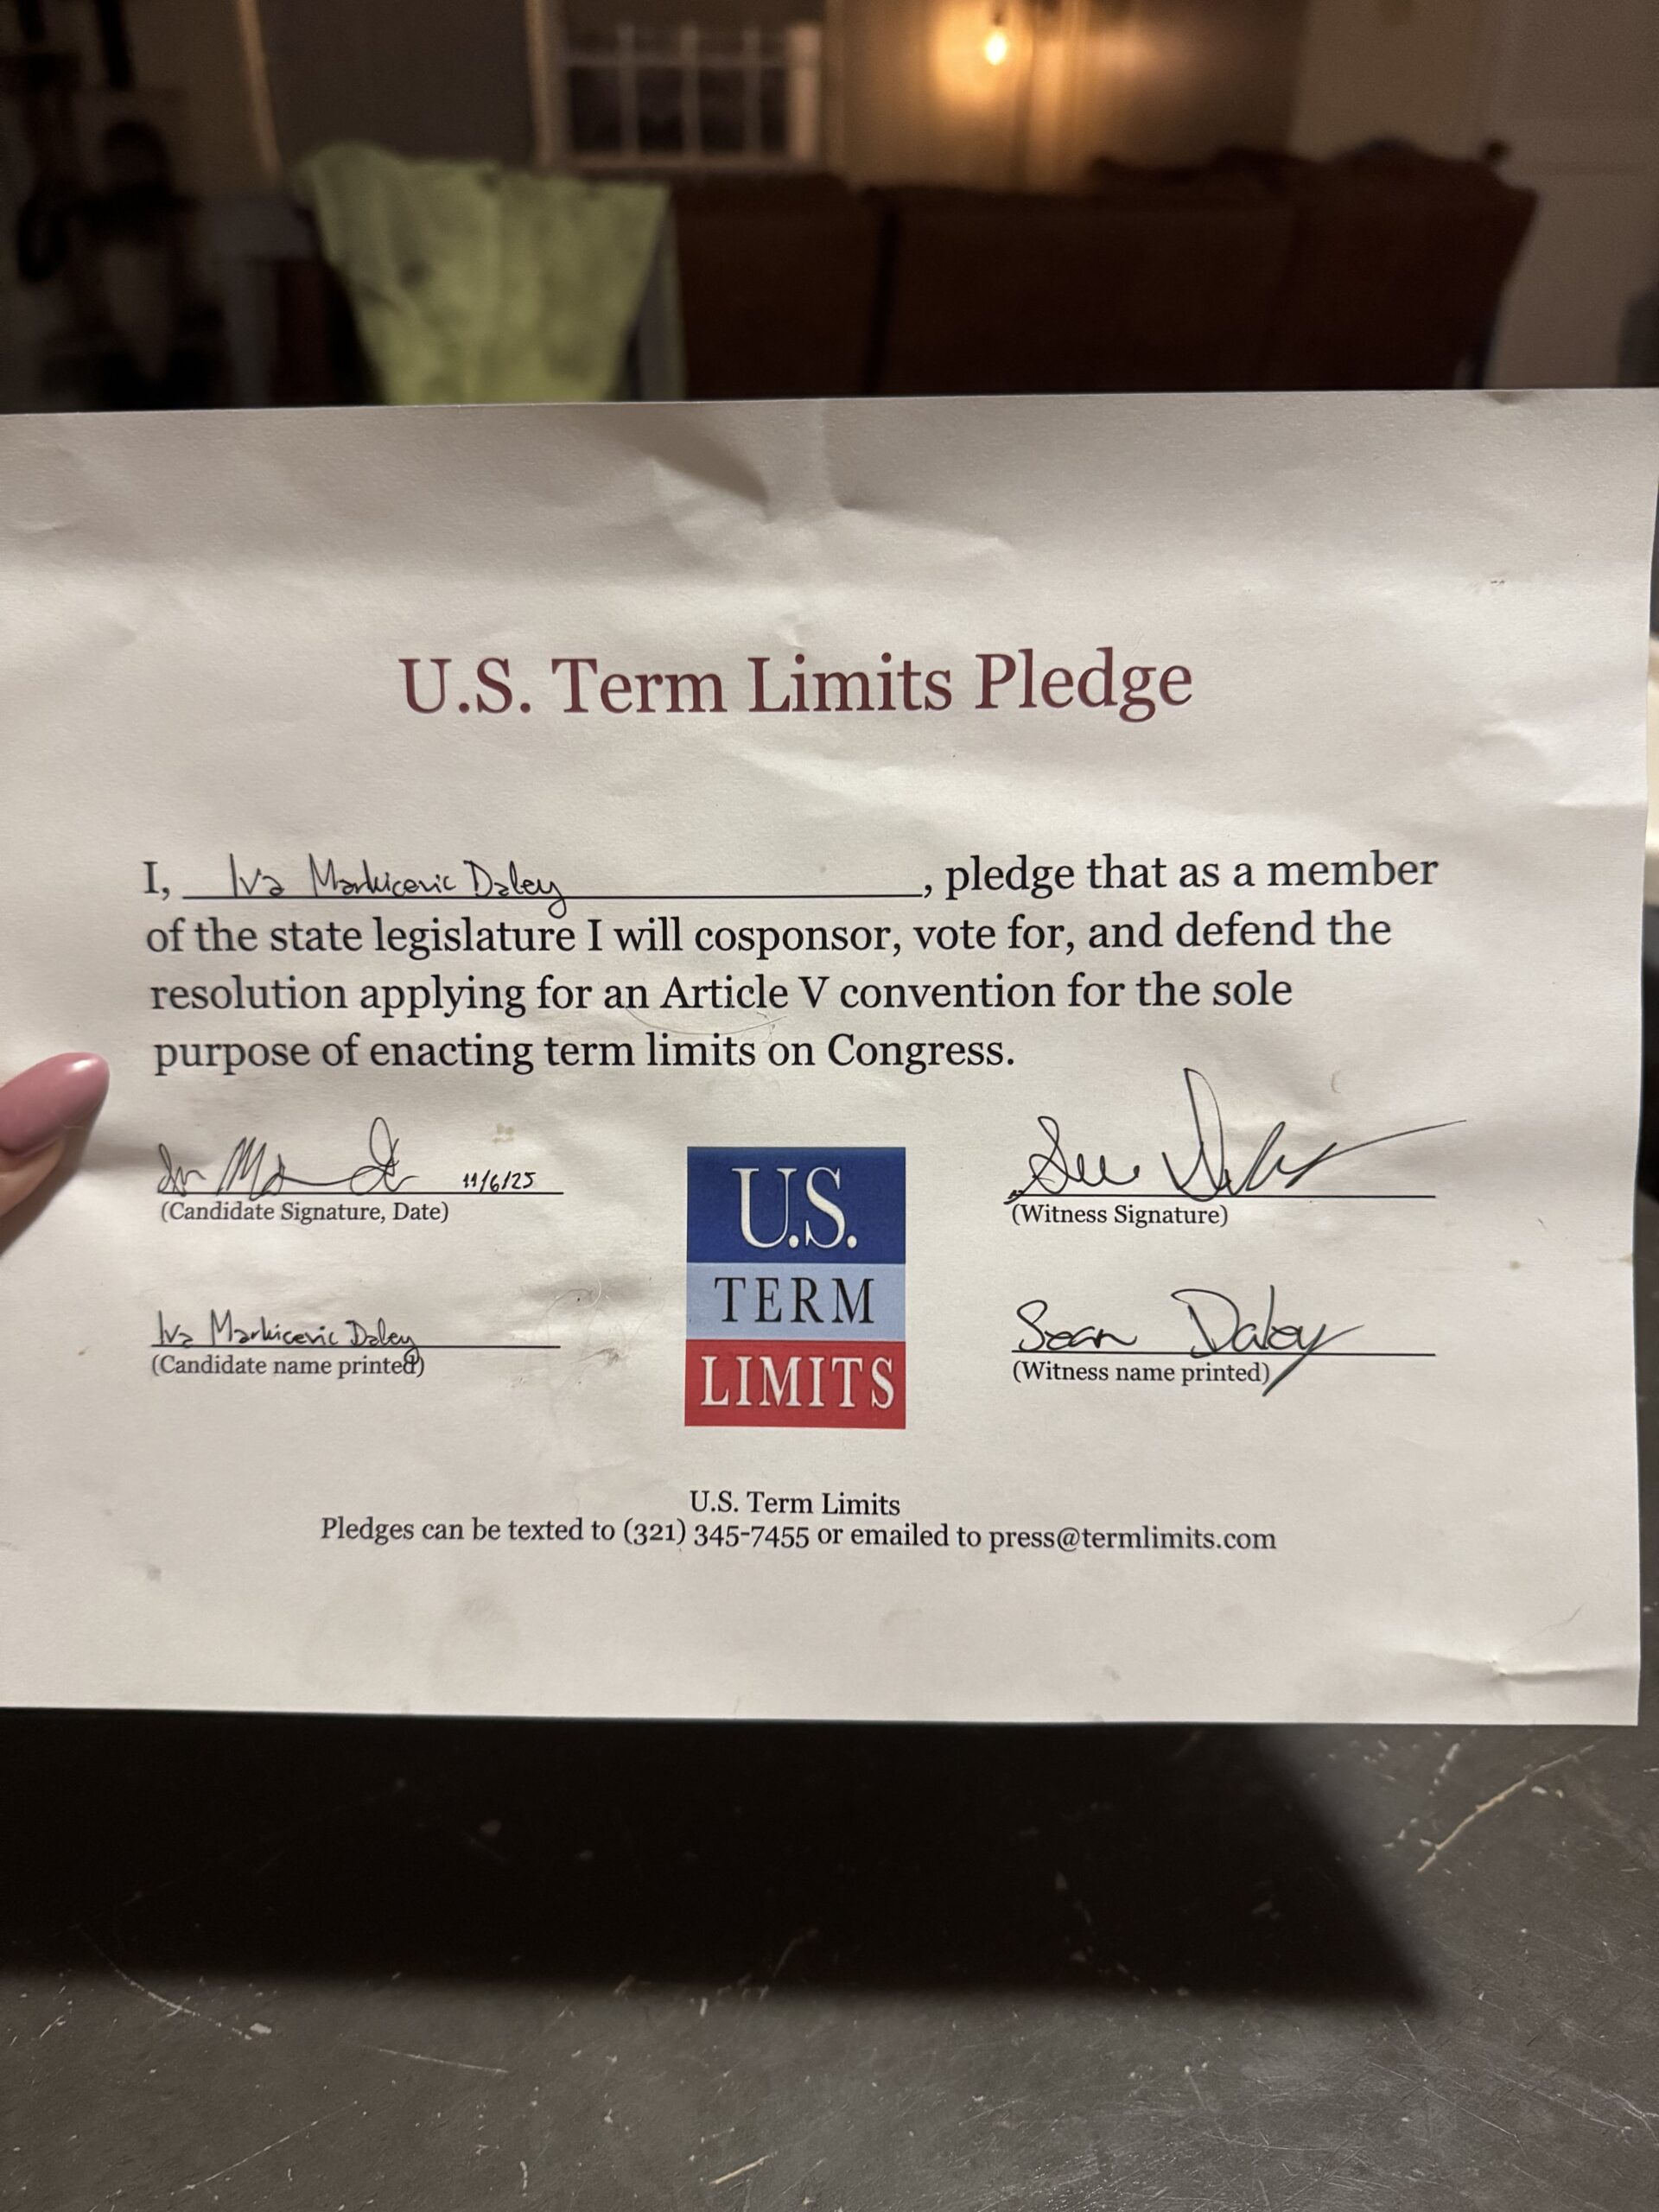 U.S. Term Limits Pledge
I, Iva Markicevic Daley, pledge that as a member
of the state legislature I will cosponsor, vote for, and defend the
resolution applying for an Article V convention for the sole
purpose of enacting term limits on Congress.
11/6/25
(Candidate Signature, Date)
(Witness Signature)
Iva Markicevic Daley
(Candidate name printed)
Sean Daley
(Witness name printed)
U.S.
TERM
LIMITS
U.S. Term Limits
Pledges can be texted to (321) 345-7455 or emailed to press@termlimits.com